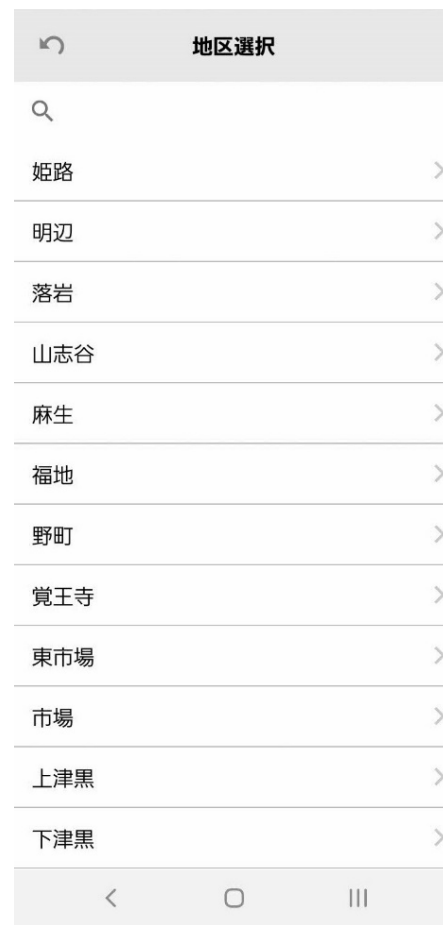 地区選択
姫路
明辺
落岩
山志谷
麻生
福地
野町
覚王寺
東市場
市場
上津黒
下津黒